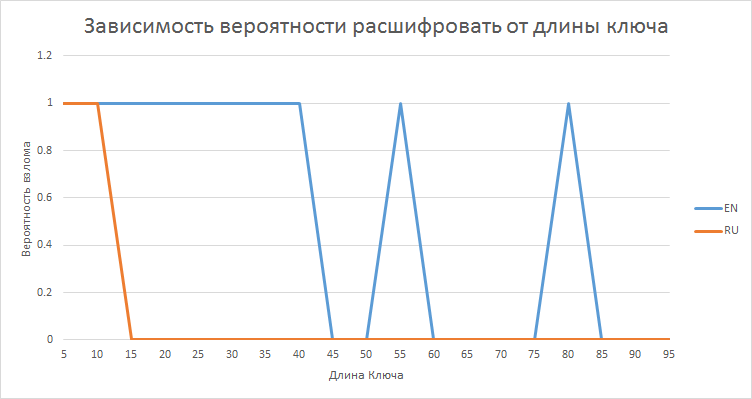 Зависимость вероятности расшифровать от длины ключа
1.2
1
0.8
0.6
0.4
0.2
0
Вероятность взлома
5 10 15 20 25 30 35 40 45 50 55 60 65 70 75 80 85 90 95
Длина Ключа
EN
RU